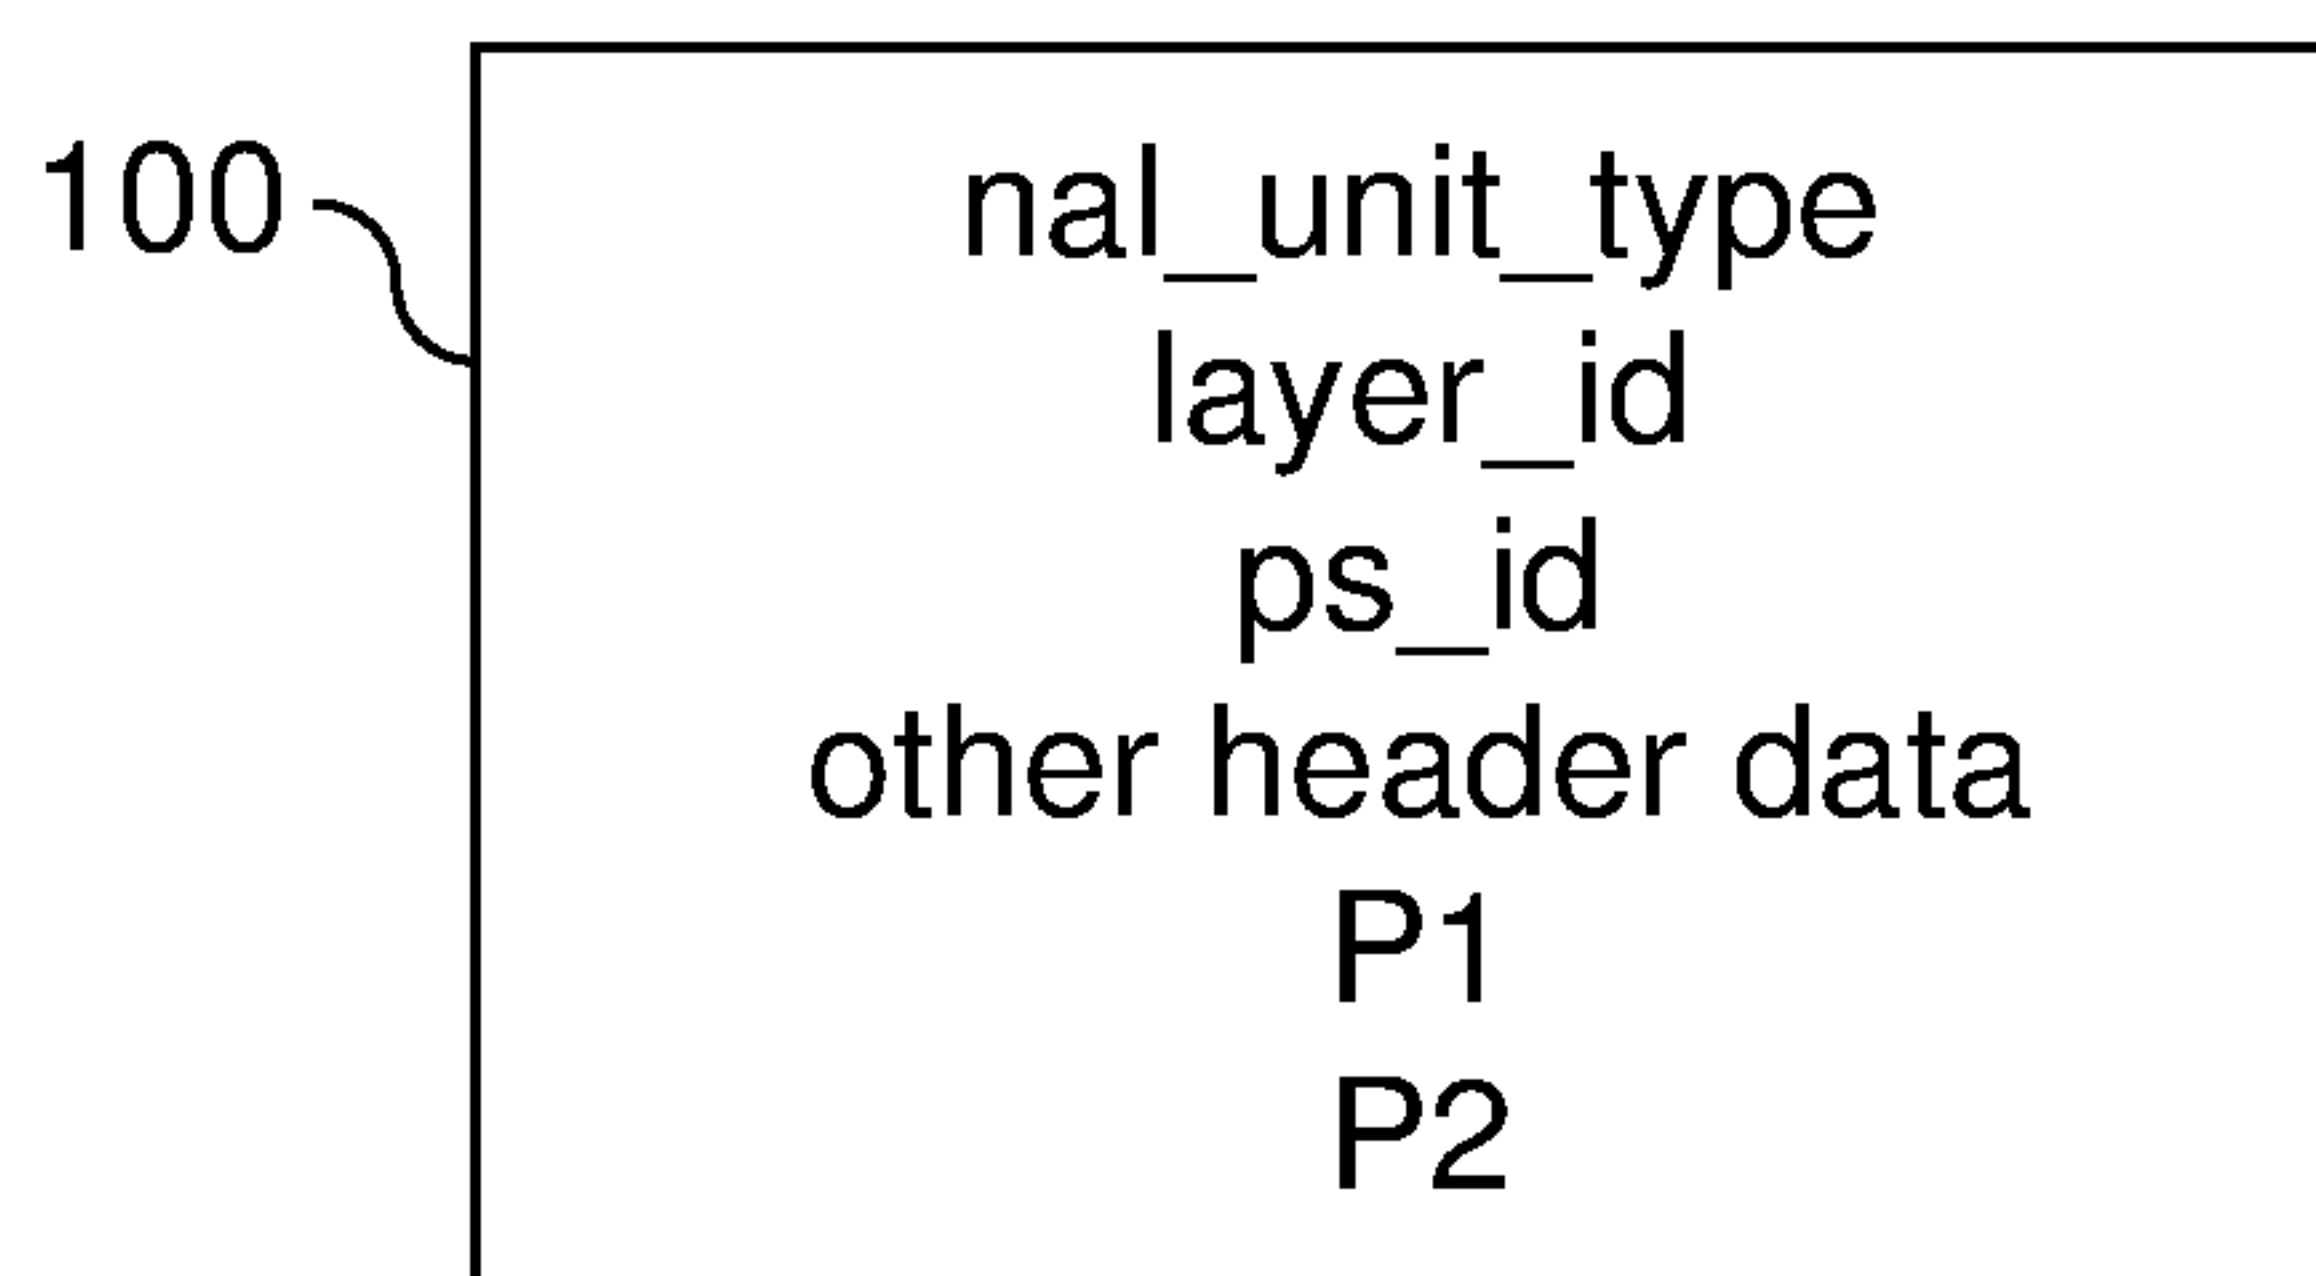 100
nal_unit_type
layer_id
ps_id
other header data
P1
P2